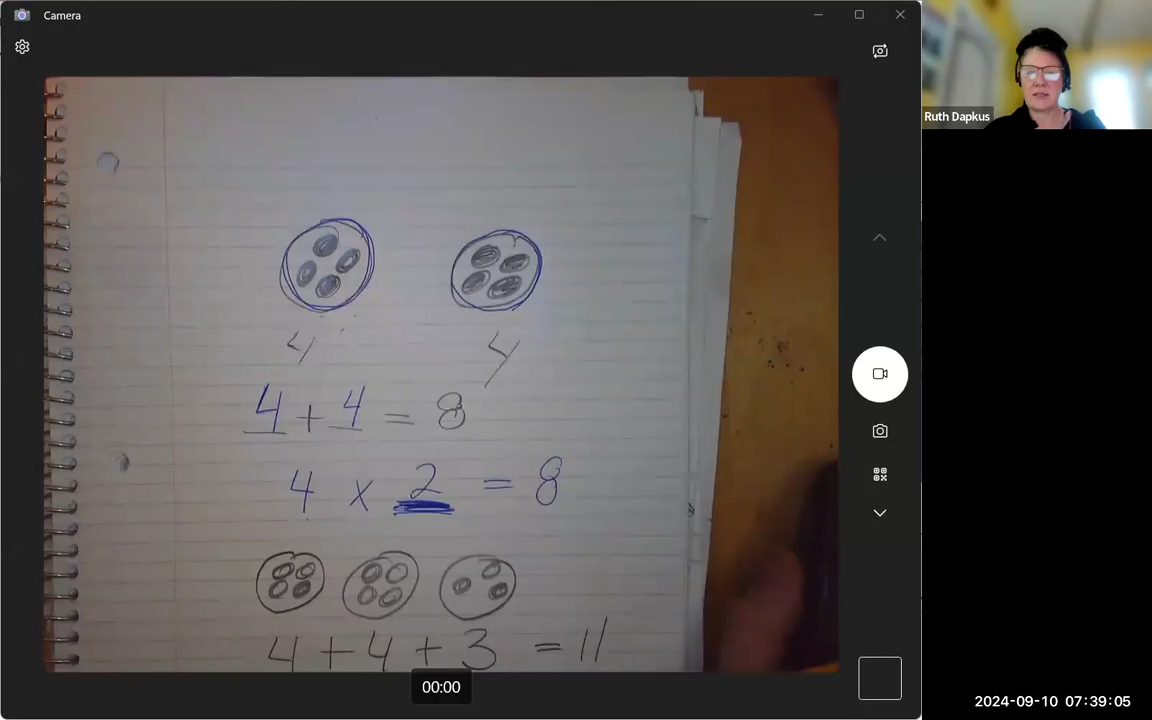 Camera
Ruth Dapkus
4 4
4 + 4 = 8
4 x 2 = 8
4 + 4 + 3 = 11
00:00
2024-09-10 07:39:05